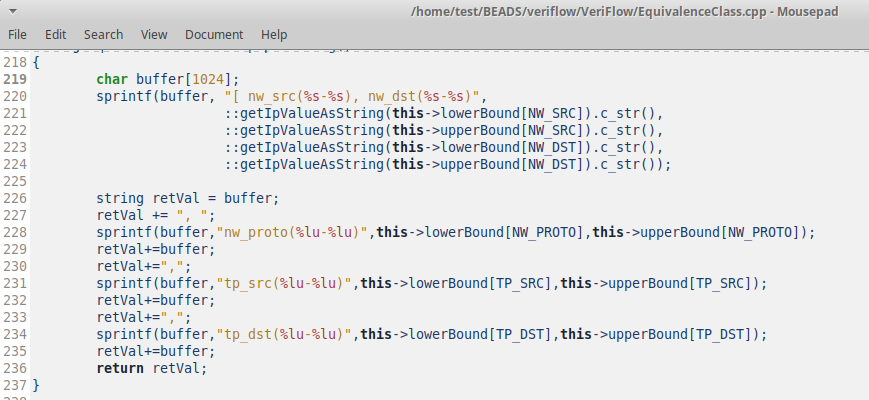 /home/test/BEADS/veriflow/VeriFlow/EquivalenceClass.cpp - Mousepad
File Edit Search View Document Help
218 {
219 char buffer[1024];
220 sprintf(buffer, "[ nw_src(%s-%s), nw_dst(%s-%s)",
221 ::getIpValueAsString(this->lowerBound[NW_SRC]).c_str(),
222 ::getIpValueAsString(this->upperBound[NW_SRC]).c_str(),
223 ::getIpValueAsString(this->lowerBound[NW_DST]).c_str(),
224 ::getIpValueAsString(this->upperBound[NW_DST]).c_str());
225
226 string retVal = buffer;
227 retVal += ", ";
228 sprintf(buffer,"nw_proto(%lu-%lu)",this->lowerBound[NW_PROTO],this->upperBound[NW_PROTO]);
229 retVal+=buffer;
230 retVal+=",";
231 sprintf(buffer,"tp_src(%lu-%lu)",this->lowerBound[TP_SRC],this->upperBound[TP_SRC]);
232 retVal+=buffer;
233 retVal+=",";
234 sprintf(buffer,"tp_dst(%lu-%lu)",this->lowerBound[TP_DST],this->upperBound[TP_DST]);
235 retVal+=buffer;
236 return retVal;
237 }